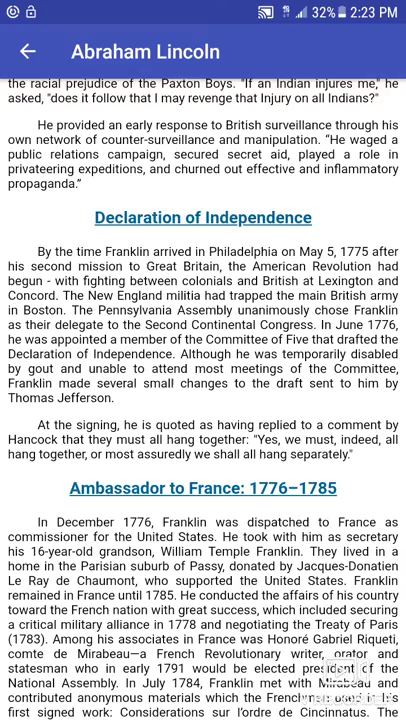 32% 2:23 PM
Abraham Lincoln
the racial prejudice of the Paxton Boys. "If an Indian injures me," he
asked, "does it follow that I may revenge that Injury on all Indians?"
He provided an early response to British surveillance through his
own network of counter-surveillance and manipulation. “He waged a
public relations campaign, secured secret aid, played a role in
privateering expeditions, and churned out effective and inflammatory
propaganda.”
Declaration of Independence
By the time Franklin arrived in Philadelphia on May 5, 1775 after
his second mission to Great Britain, the American Revolution had
begun - with fighting between colonials and British at Lexington and
Concord. The New England militia had trapped the main British army
in Boston. The Pennsylvania Assembly unanimously chose Franklin
as their delegate to the Second Continental Congress. In June 1776,
he was appointed a member of the Committee of Five that drafted the
Declaration of Independence. Although he was temporarily disabled
by gout and unable to attend most meetings of the Committee,
Franklin made several small changes to the draft sent to him by
Thomas Jefferson.
At the signing, he is quoted as having replied to a comment by
Hancock that they must all hang together: "Yes, we must, indeed, all
hang together, or most assuredly we shall all hang separately."
Ambassador to France: 1776–1785
In December 1776, Franklin was dispatched to France as
commissioner for the United States. He took with him as secretary
his 16-year-old grandson, William Temple Franklin. They lived in a
home in the Parisian suburb of Passy, donated by Jacques-Donatien
Le Ray de Chaumont, who supported the United States. Franklin
remained in France until 1785. He conducted the affairs of his country
toward the French nation with great success, which included securing
a critical military alliance in 1778 and negotiating the Treaty of Paris
(1783). Among his associates in France was Honoré Gabriel Riqueti,
comte de Mirabeau—a French Revolutionary writer, orator and
statesman who in early 1791 would be elected president of the
National Assembly. In July 1784, Franklin met with Mirabeau and
contributed anonymous materials which the Frenchman used in his
first signed work: Considerations sur l'ordre de Cincinnatus. The